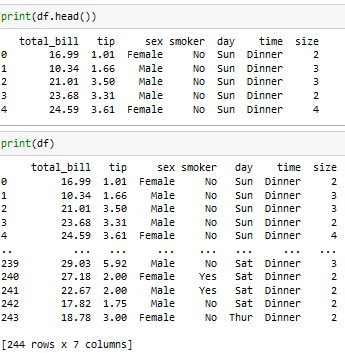 print(df.head())
total_bill tip sex smoker day time size
0 16.99 1.01 Female No Sun Dinner 2
1 10.34 1.66 Male No Sun Dinner 3
2 21.01 3.50 Male No Sun Dinner 3
3 23.68 3.31 Male No Sun Dinner 2
4 24.59 3.61 Female No Sun Dinner 4
print(df)
total_bill tip sex smoker day time size
0 16.99 1.01 Female No Sun Dinner 2
1 10.34 1.66 Male No Sun Dinner 3
2 21.01 3.50 Male No Sun Dinner 3
3 23.68 3.31 Male No Sun Dinner 2
4 24.59 3.61 Female No Sun Dinner 4
.. ... ... ... ... ... ... ...
239 29.03 5.92 Male No Sat Dinner 3
240 27.18 2.00 Female Yes Sat Dinner 2
241 22.67 2.00 Male Yes Sat Dinner 2
242 17.82 1.75 Male No Sat Dinner 2
243 18.78 3.00 Female No Thur Dinner 2
[244 rows x 7 columns]